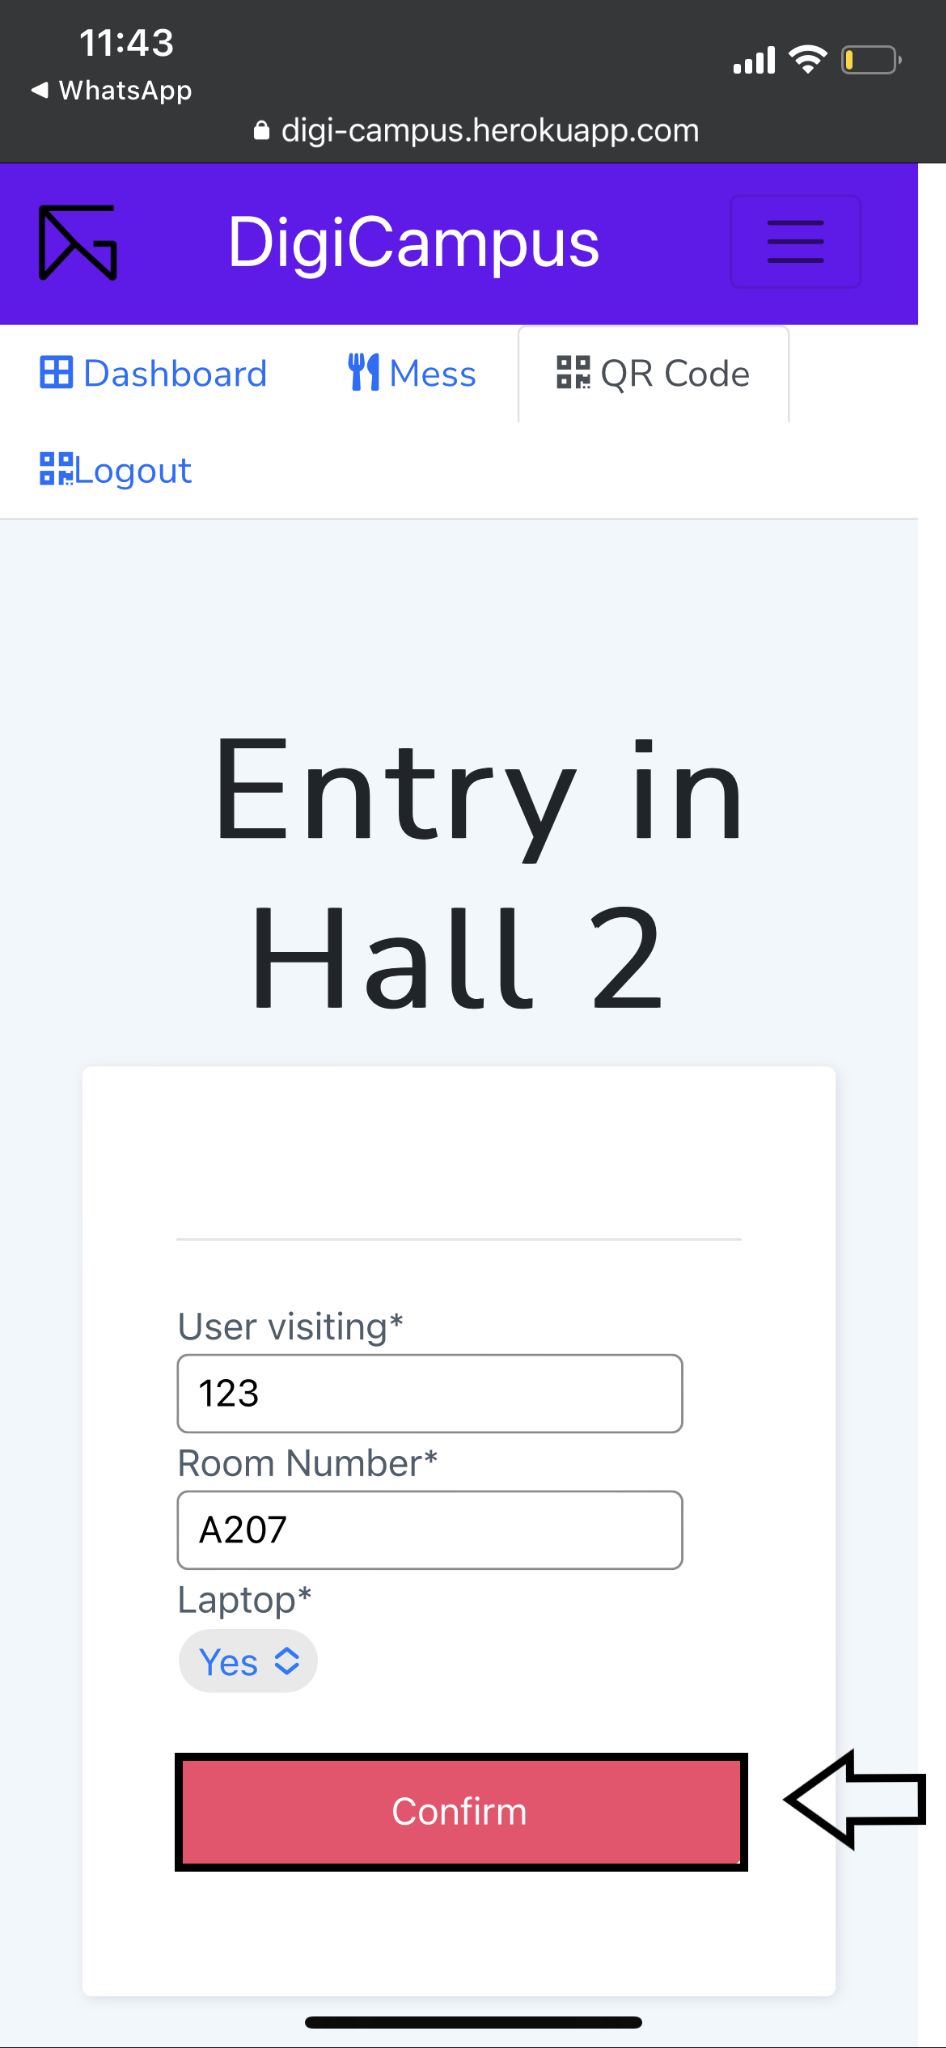 11:43
◀ WhatsApp
digi-campus.herokuapp.com
DigiCampus
Dashboard Mess QR Code
Logout
Entry in
Hall 2
User visiting*
123
Room Number*
A207
Laptop*
Yes
Confirm